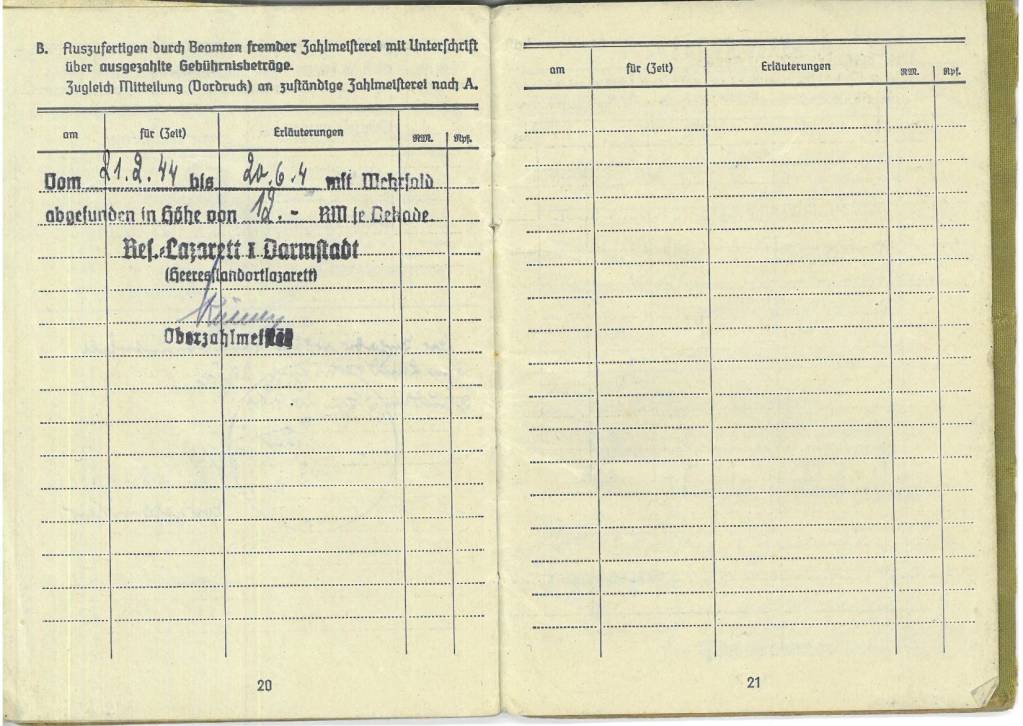 B. Auszufertigen durch Beamten fremder Zahlmeisterei mit Unterschrift
über ausgezahlte Gebührnisbeträge.
Zugleich Mitteilung (Vordruck) an zuständige Zahlmeisterei nach A.
am für (Zeit) Erläuterungen RM. Rpf.
Vom 21.2.44 bis 20.6.4 mit Wehrsold
abgefunden in Höhe von 12.- RM je Dekade.
Res.-Lazarett I Darmstadt
(Heeresstandortlazarett)
Oberzahlmeister
20
am für (Zeit) Erläuterungen RM. Rpf.
21